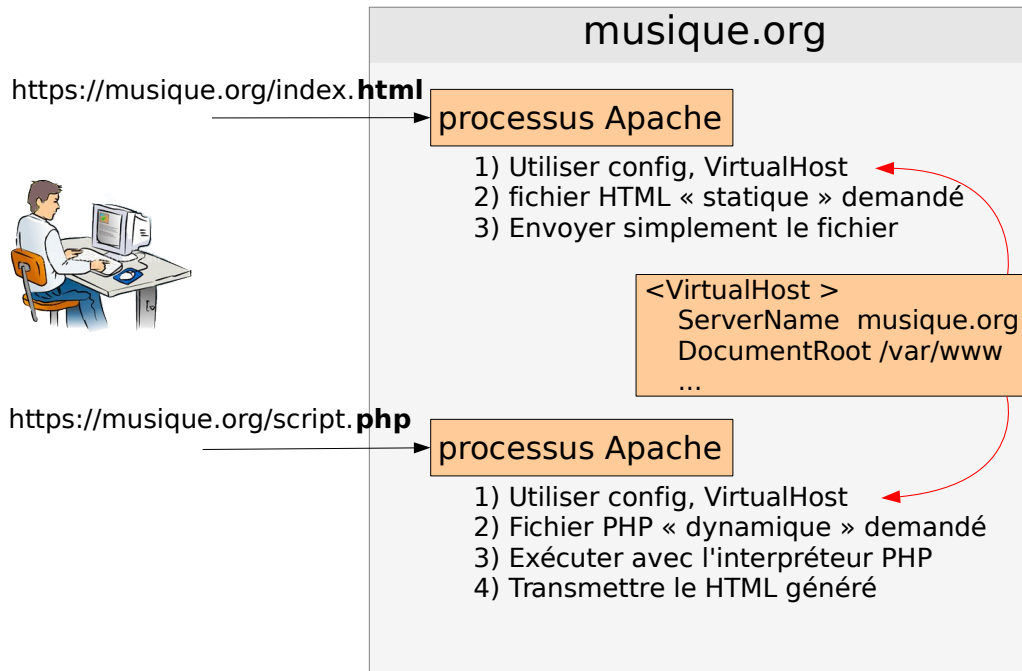 musique.org
https://musique.org/index.html
processus Apache
1) Utiliser config, VirtualHost
2) fichier HTML « statique » demandé
3) Envoyer simplement le fichier
<VirtualHost >
ServerName musique.org
DocumentRoot /var/www
...
https://musique.org/script.php
processus Apache
1) Utiliser config, VirtualHost
2) Fichier PHP « dynamique » demandé
3) Exécuter avec l'interpréteur PHP
4) Transmettre le HTML généré